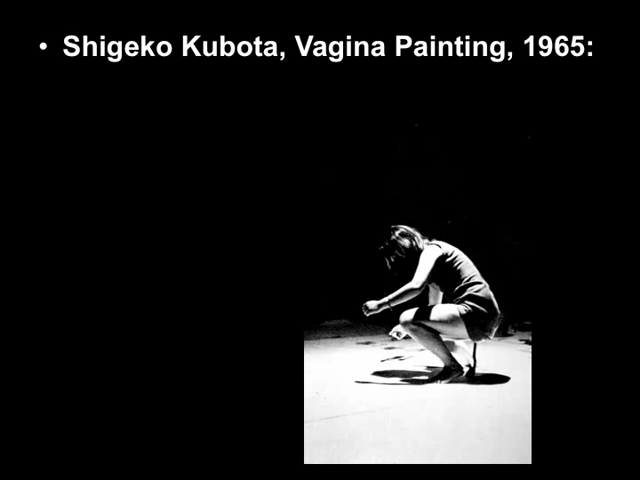 • Shigeko Kubota, Vagina Painting, 1965: